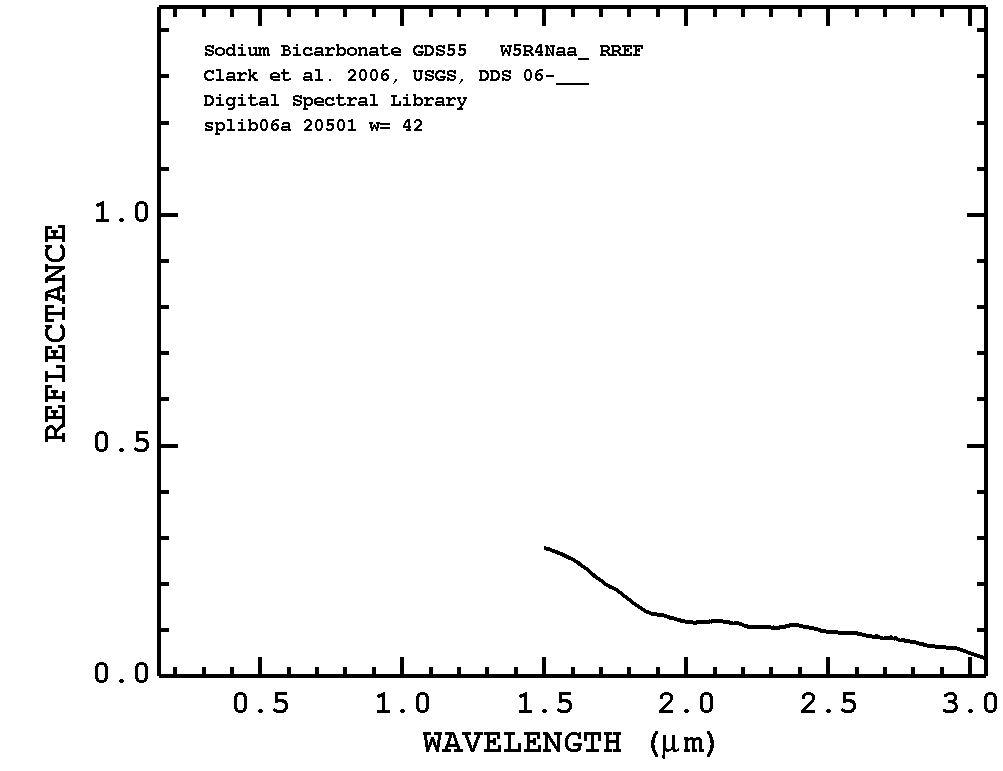 Sodium Bicarbonate GDS55   W5R4Naa_ RREF
Clark et al. 2006, USGS, DDS 06-___
Digital Spectral Library
splib06a 20501 w= 42
REFLECTANCE
1.0
0.5
0.0
0.5 1.0 1.5 2.0 2.5 3.0
WAVELENGTH (μm)